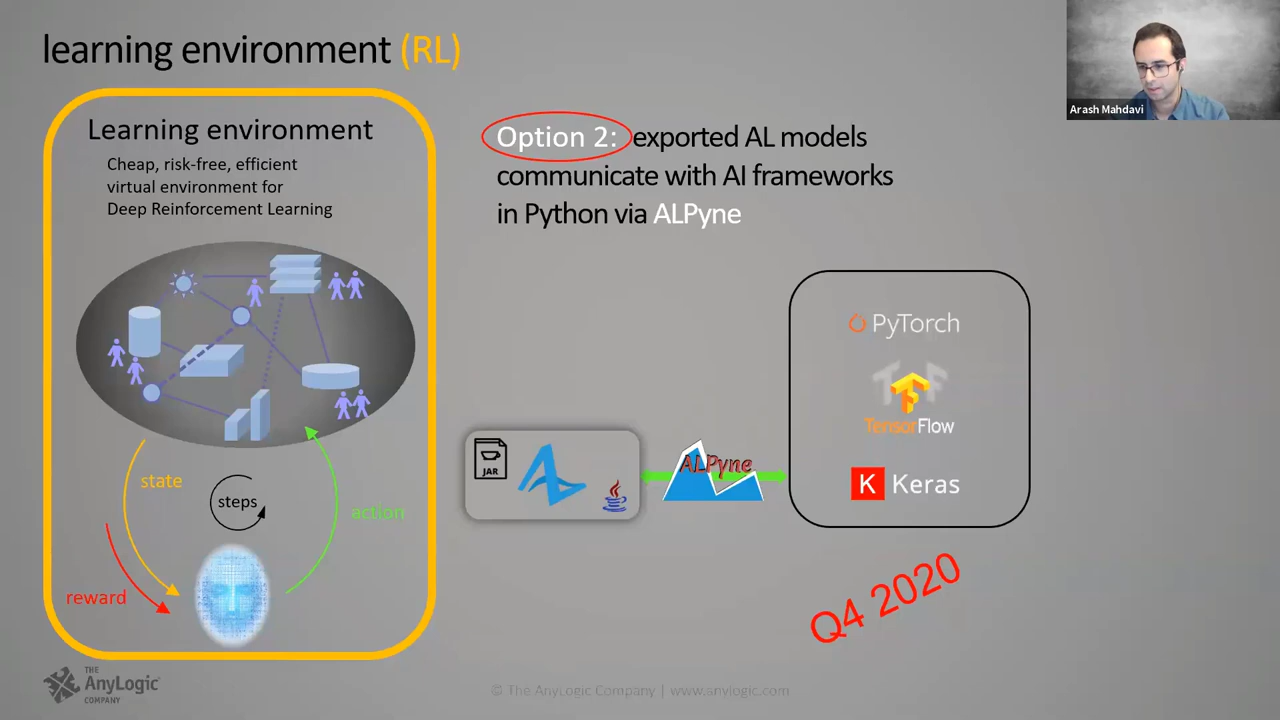 learning environment (RL)
Arash Mahdavi
Learning environment
Cheap, risk-free, efficient
virtual environment for
Deep Reinforcement Learning
state
steps
action
reward
Option 2: exported AL models
communicate with AI frameworks
in Python via ALPyne
JAR
ALPyne
PyTorch
TF
TensorFlow
K Keras
Q4 2020
THE
AnyLogic
COMPANY
© The AnyLogic Company | www.anylogic.com